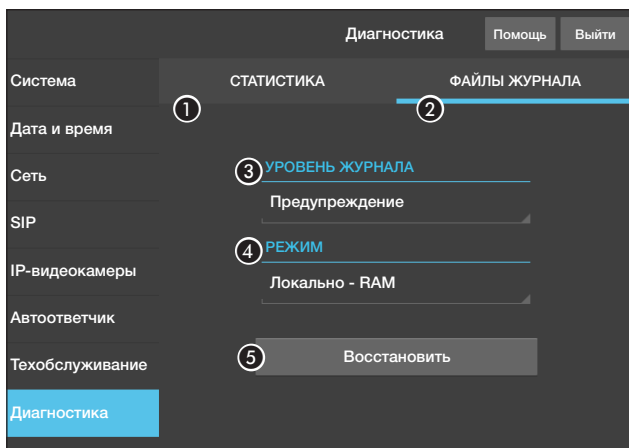 Диагностика
Помощь
Выйти
Система
Дата и время
Сеть
SIP
IP-видеокамеры
Автоответчик
Техобслуживание
Диагностика
СТАТИСТИКА
ФАЙЛЫ ЖУРНАЛА
1
2
3 УРОВЕНЬ ЖУРНАЛА
Предупреждение
4 РЕЖИМ
Локально - RAM
5 Восстановить